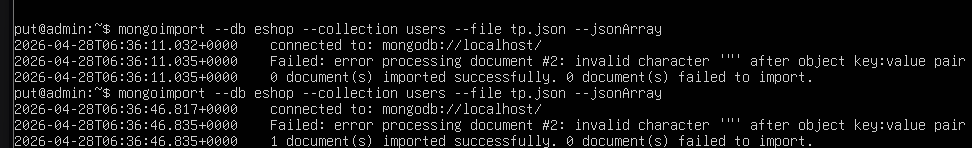 put@admin:~$ mongoimport --db eshop --collection users --file tp.json --jsonArray
2026-04-28T06:36:11.032+0000    connected to: mongodb://localhost/
2026-04-28T06:36:11.035+0000    Failed: error processing document #2: invalid character '"' after object key:value pair
2026-04-28T06:36:11.035+0000    0 document(s) imported successfully. 0 document(s) failed to import.
put@admin:~$ mongoimport --db eshop --collection users --file tp.json --jsonArray
2026-04-28T06:36:46.817+0000    connected to: mongodb://localhost/
2026-04-28T06:36:46.835+0000    Failed: error processing document #2: invalid character '"' after object key:value pair
2026-04-28T06:36:46.835+0000    1 document(s) imported successfully. 0 document(s) failed to import.